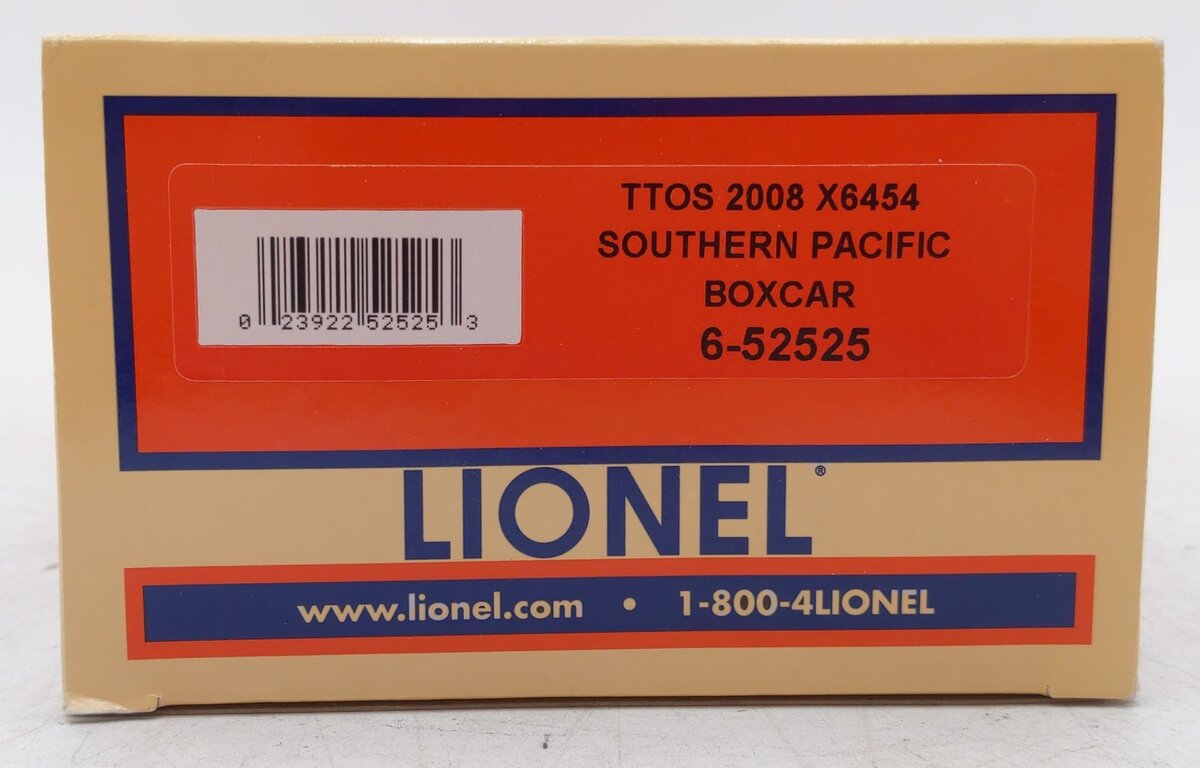 TTOS 2008 X6454
SOUTHERN PACIFIC
BOXCAR
6-52525
0 23922 52525 3
LIONEL®
www.lionel.com • 1-800-4LIONEL